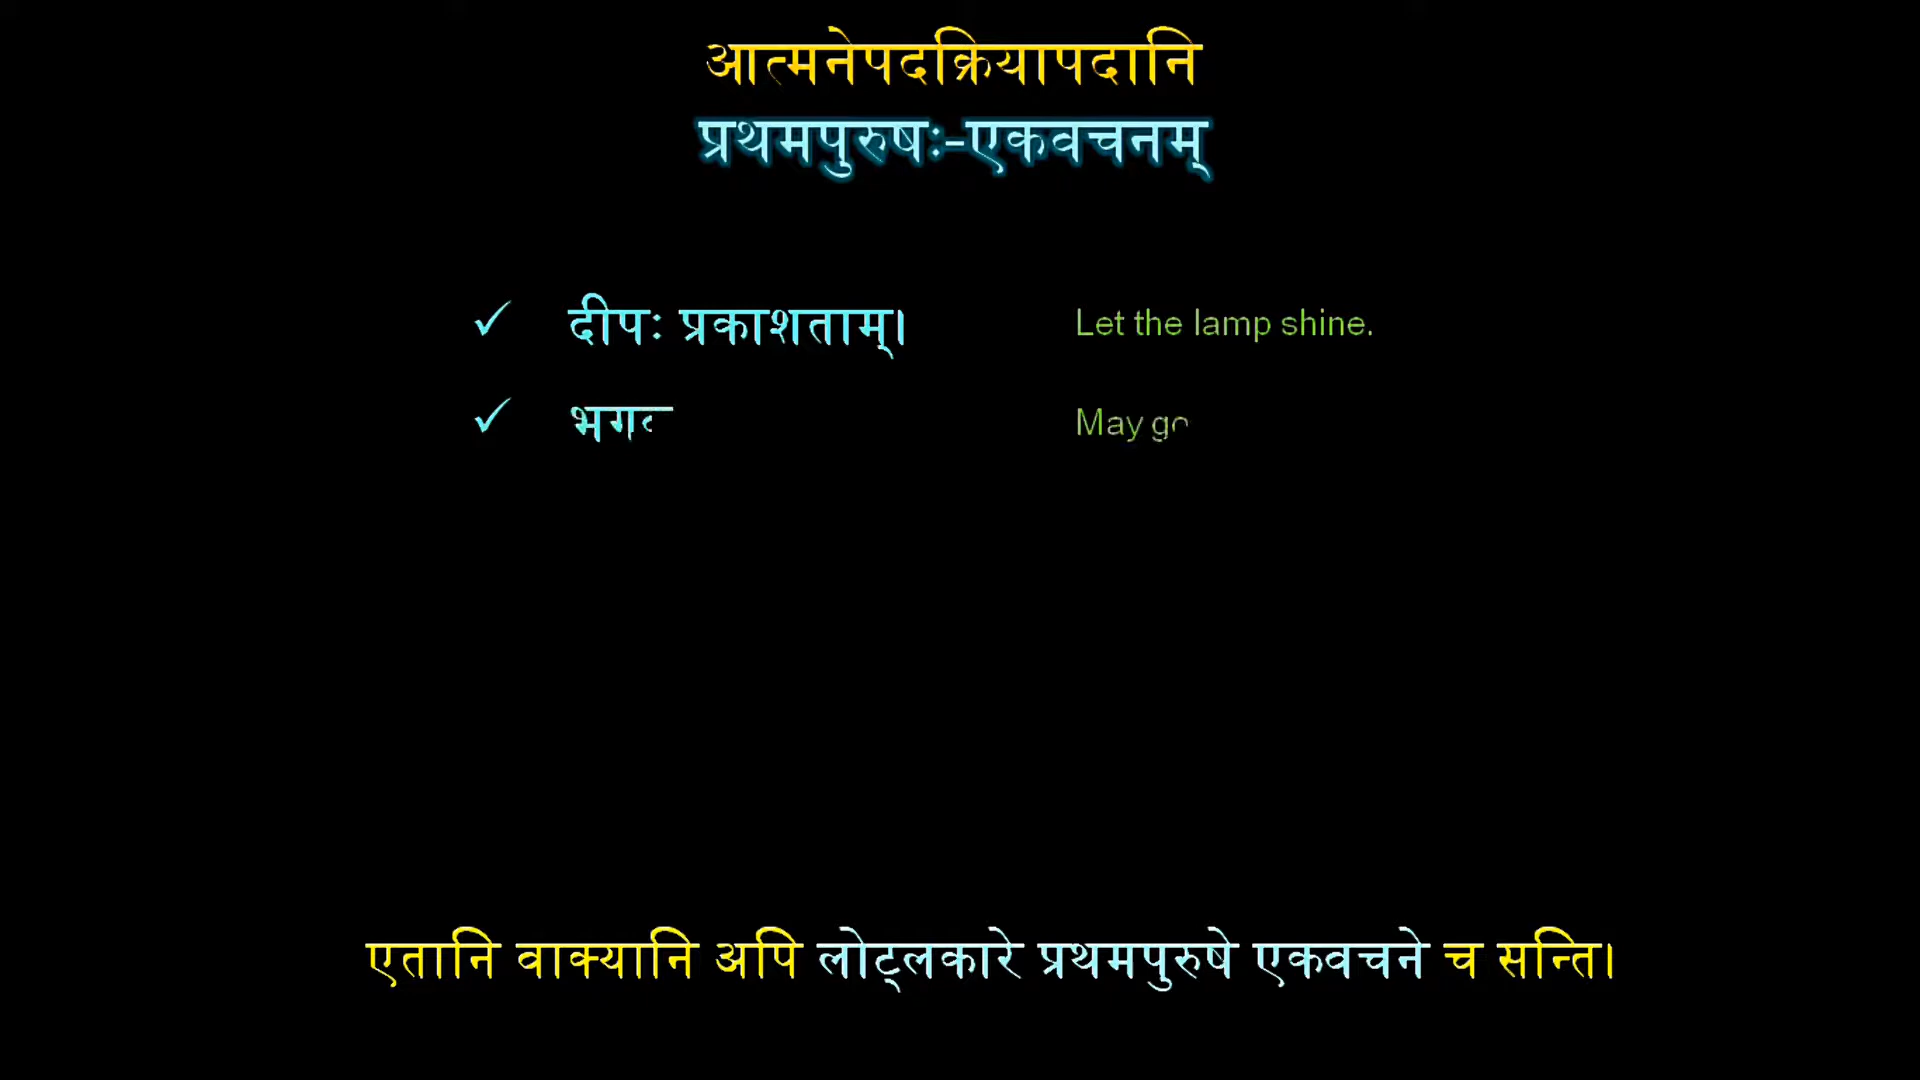 आत्मनेपदक्रियापदानि
प्रथमपुरुषः-एकवचनम्
दीपः प्रकाशताम्। Let the lamp shine.
May
एतानि वाक्यानि अपि लोट्लकारे प्रथमपुरुषे एकवचने च सन्ति।